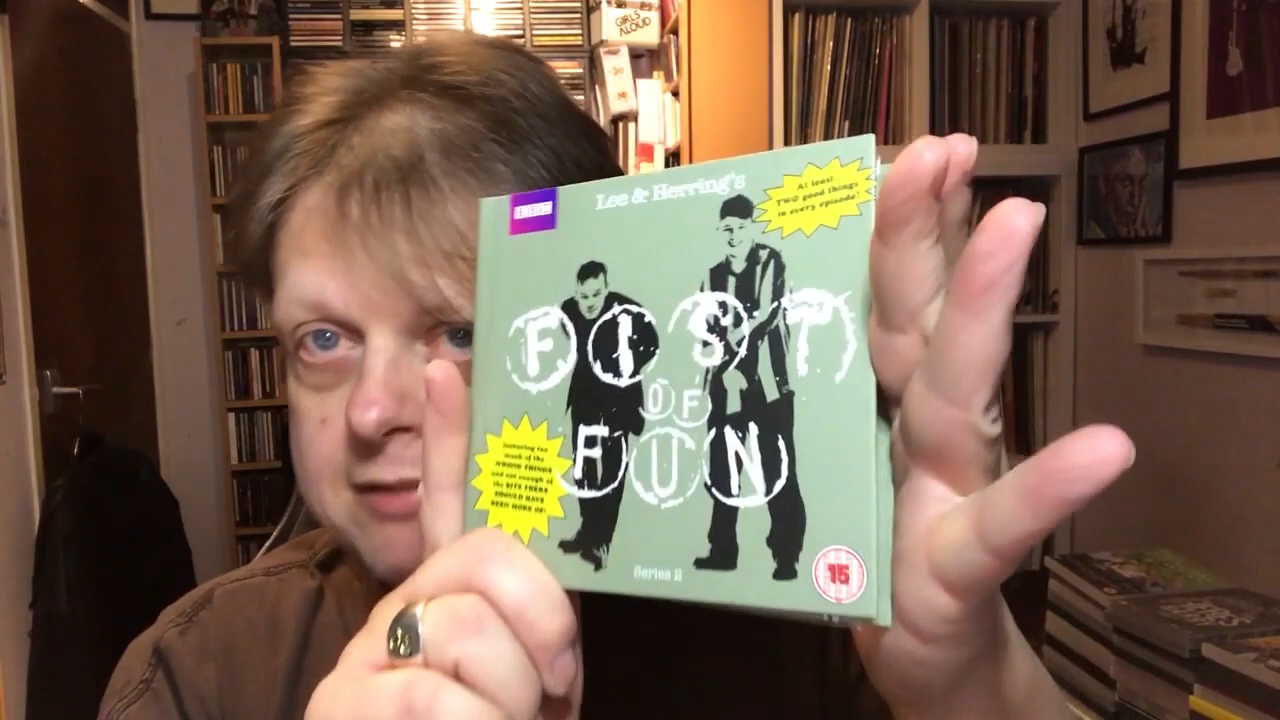 GIRLS
ALOUD
BBC
Lee & Herring's
At least
TWO good things
in every episode!
FIST
OF
FUN
featuring too
much of the
WRONG THINGS
and not enough of
the BITS THERE
SHOULD HAVE
BEEN MORE OF!
Series 2
15